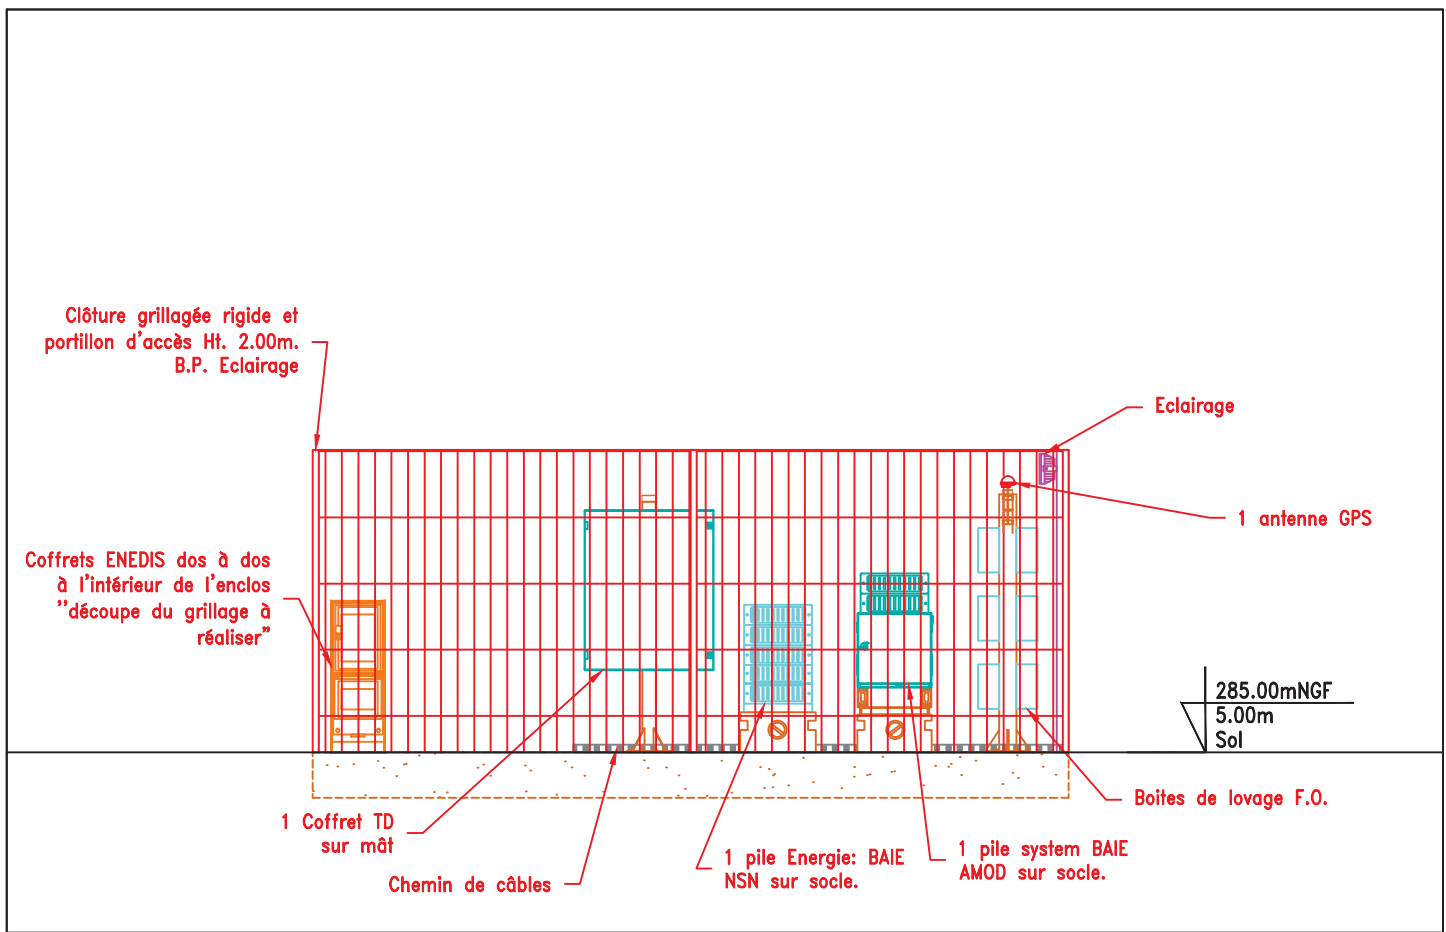 Clôture grillagée rigide et
portillon d'accès Ht. 2.00m.
B.P. Eclairage
Eclairage
1 antenne GPS
Coffrets ENEDIS dos à dos
à l'intérieur de l'enclos
''découpe du grillage à
réaliser"
285.00mNGF
5.00m
Sol
Boites de lovage F.O.
1 Coffret TD
sur mât
Chemin de câbles
1 pile Energie: BAIE
NSN sur socle.
1 pile system BAIE
AMOD sur socle.